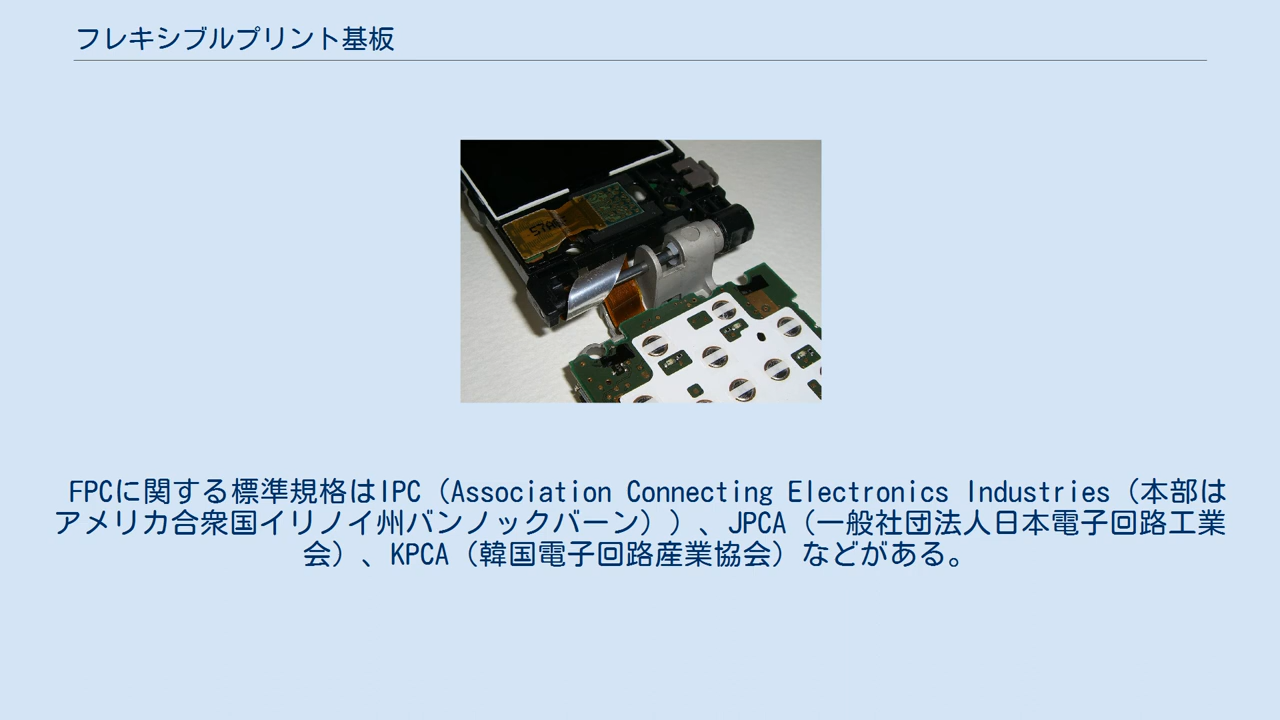 フレキシブルプリント基板
FPCに関する標準規格はIPC（Association Connecting Electronics Industries（本部は
アメリカ合衆国イリノイ州バンノックバーン））、JPCA（一般社団法人日本電子回路工業
会）、KPCA（韓国電子回路産業協会）などがある。